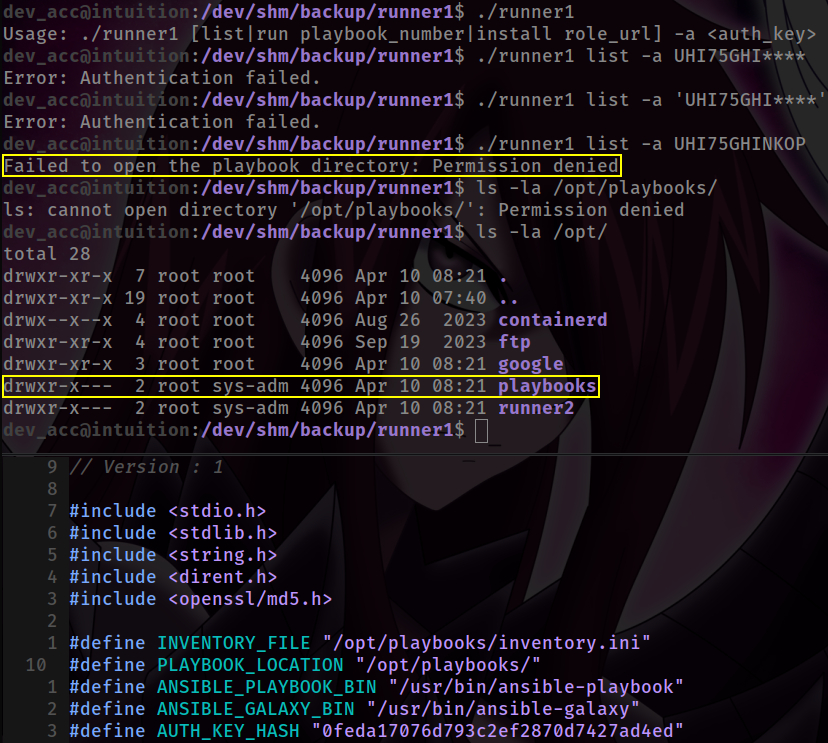 dev_acc@intuition:/dev/shm/backup/runner1$ ./runner1
Usage: ./runner1 [list|run playbook_number|install role_url] -a <auth_key>
dev_acc@intuition:/dev/shm/backup/runner1$ ./runner1 list -a UHI75GHI****
Error: Authentication failed.
dev_acc@intuition:/dev/shm/backup/runner1$ ./runner1 list -a 'UHI75GHI****'
Error: Authentication failed.
dev_acc@intuition:/dev/shm/backup/runner1$ ./runner1 list -a UHI75GHINKOP
Failed to open the playbook directory: Permission denied
dev_acc@intuition:/dev/shm/backup/runner1$ ls -la /opt/playbooks/
ls: cannot open directory '/opt/playbooks/': Permission denied
dev_acc@intuition:/dev/shm/backup/runner1$ ls -la /opt/
total 28
drwxr-xr-x  7 root root    4096 Apr 10 08:21 .
drwxr-xr-x 19 root root    4096 Apr 10 07:40 ..
drwx--x--x  4 root root    4096 Aug 26  2023 containerd
drwxr-xr-x  4 root root    4096 Sep 19  2023 ftp
drwxr-xr-x  3 root root    4096 Apr 10 08:21 google
drwxr-x---  2 root sys-adm 4096 Apr 10 08:21 playbooks
drwxr-x---  2 root sys-adm 4096 Apr 10 08:21 runner2
dev_acc@intuition:/dev/shm/backup/runner1$
9 // Version : 1
8
7 #include <stdio.h>
6 #include <stdlib.h>
5 #include <string.h>
4 #include <dirent.h>
3 #include <openssl/md5.h>
2
1 #define INVENTORY_FILE "/opt/playbooks/inventory.ini"
10 #define PLAYBOOK_LOCATION "/opt/playbooks/"
1 #define ANSIBLE_PLAYBOOK_BIN "/usr/bin/ansible-playbook"
2 #define ANSIBLE_GALAXY_BIN "/usr/bin/ansible-galaxy"
3 #define AUTH_KEY_HASH "0feda17076d793c2ef2870d7427ad4ed"